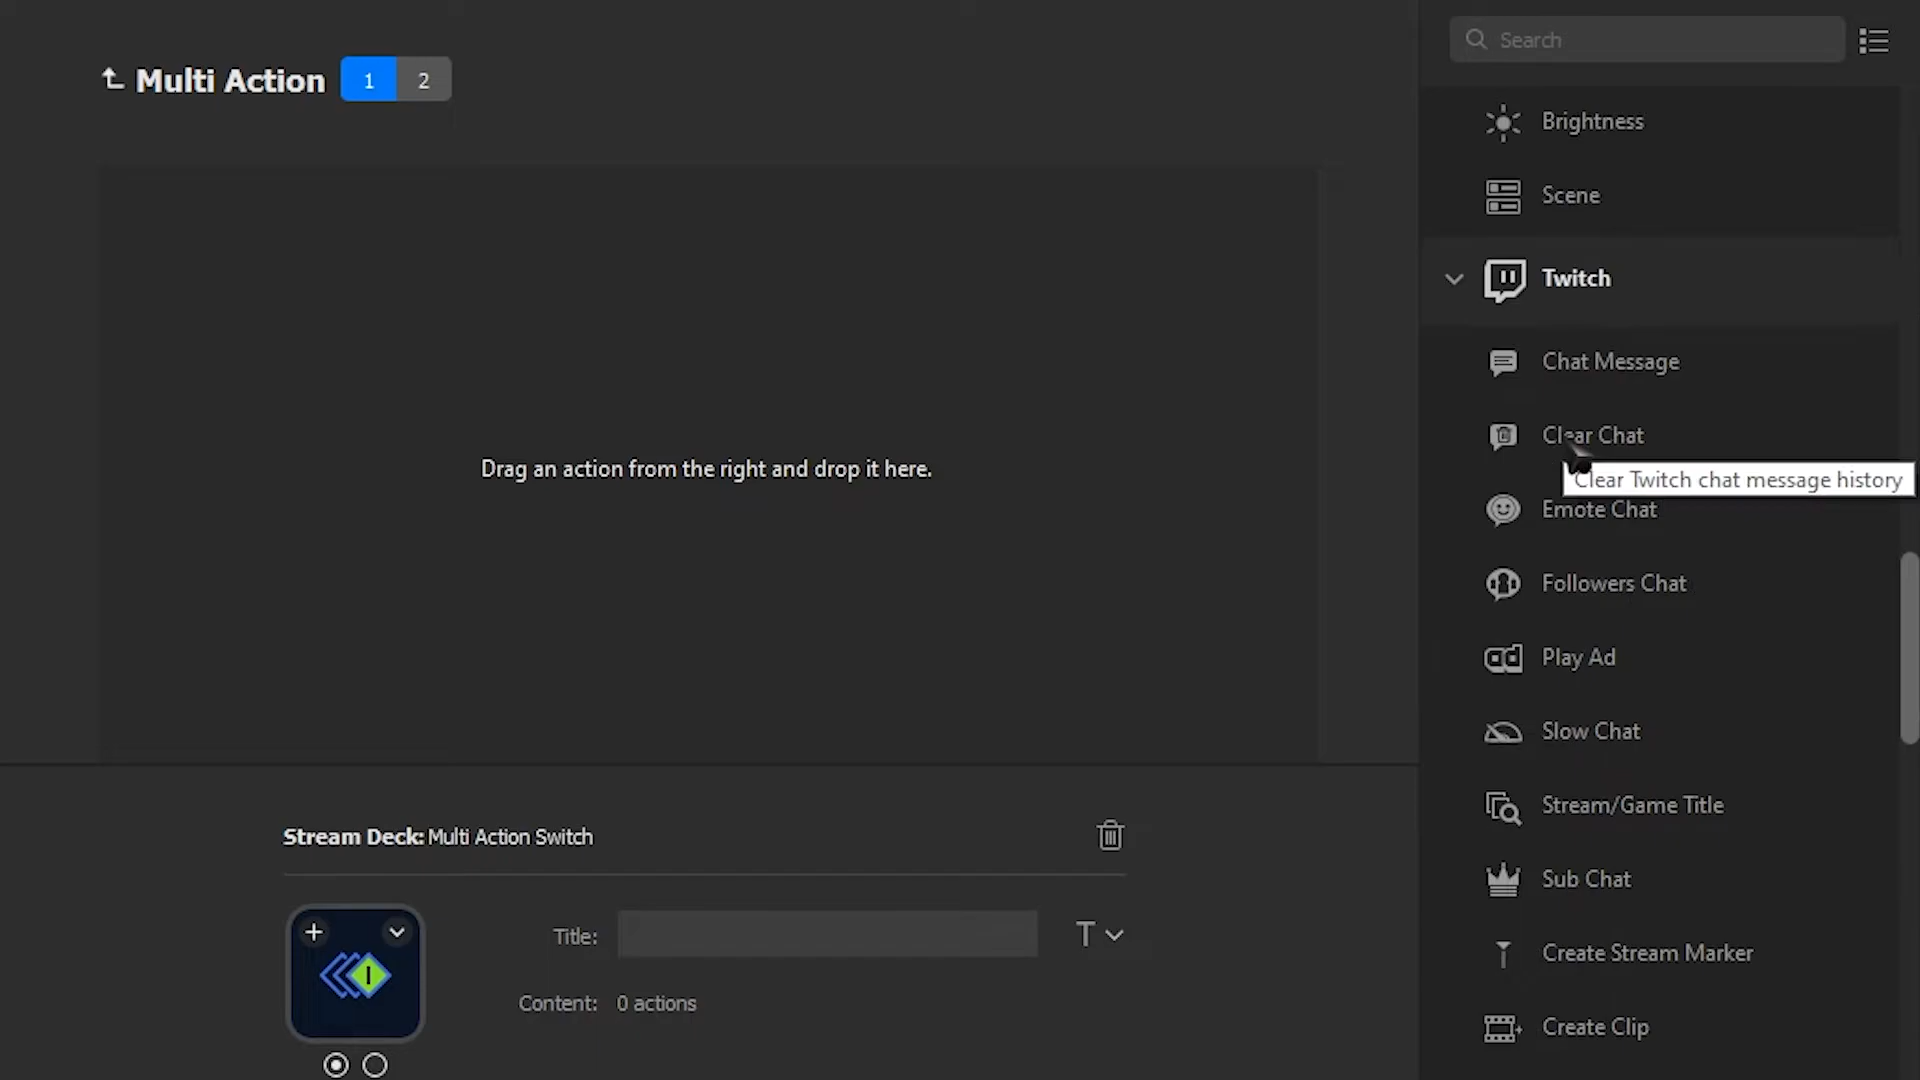 Multi Action 1 2
Drag an action from the right and drop it here.
Stream Deck: Multi Action Switch
Title:
T
Content: 0 actions
Search
Brightness
Scene
Twitch
Chat Message
Clear Chat
Clear Twitch chat message history
Emote Chat
Followers Chat
Play Ad
Slow Chat
Stream/Game Title
Sub Chat
Create Stream Marker
Create Clip